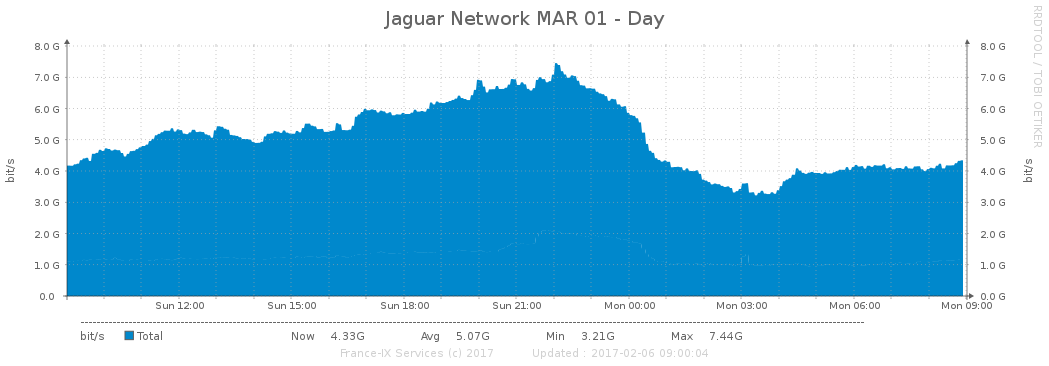 Jaguar Network MAR 01 - Day
RRDTOOL / TOBI OETIKER
bit/s
8.0 G
7.0 G
6.0 G
5.0 G
4.0 G
3.0 G
2.0 G
1.0 G
0.0
8.0 G
7.0 G
6.0 G
5.0 G
4.0 G
3.0 G
2.0 G
1.0 G
0.0 G
bit/s
Sun 12:00 Sun 15:00 Sun 18:00 Sun 21:00 Mon 00:00 Mon 03:00 Mon 06:00 Mon 09:00
bit/s Total Now 4.33G Avg 5.07G Min 3.21G Max 7.44G
France-IX Services (c) 2017 Updated : 2017-02-06 09:00:04